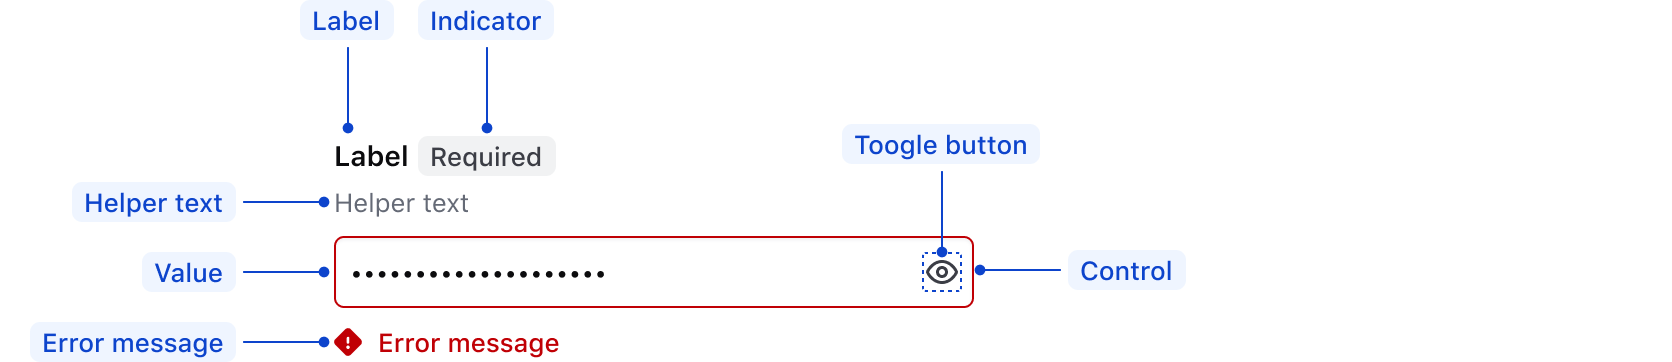 Label Indicator
Label Required
Toogle button
Helper text Helper text
Value ••••••••••••••••••••
Control
Error message Error message